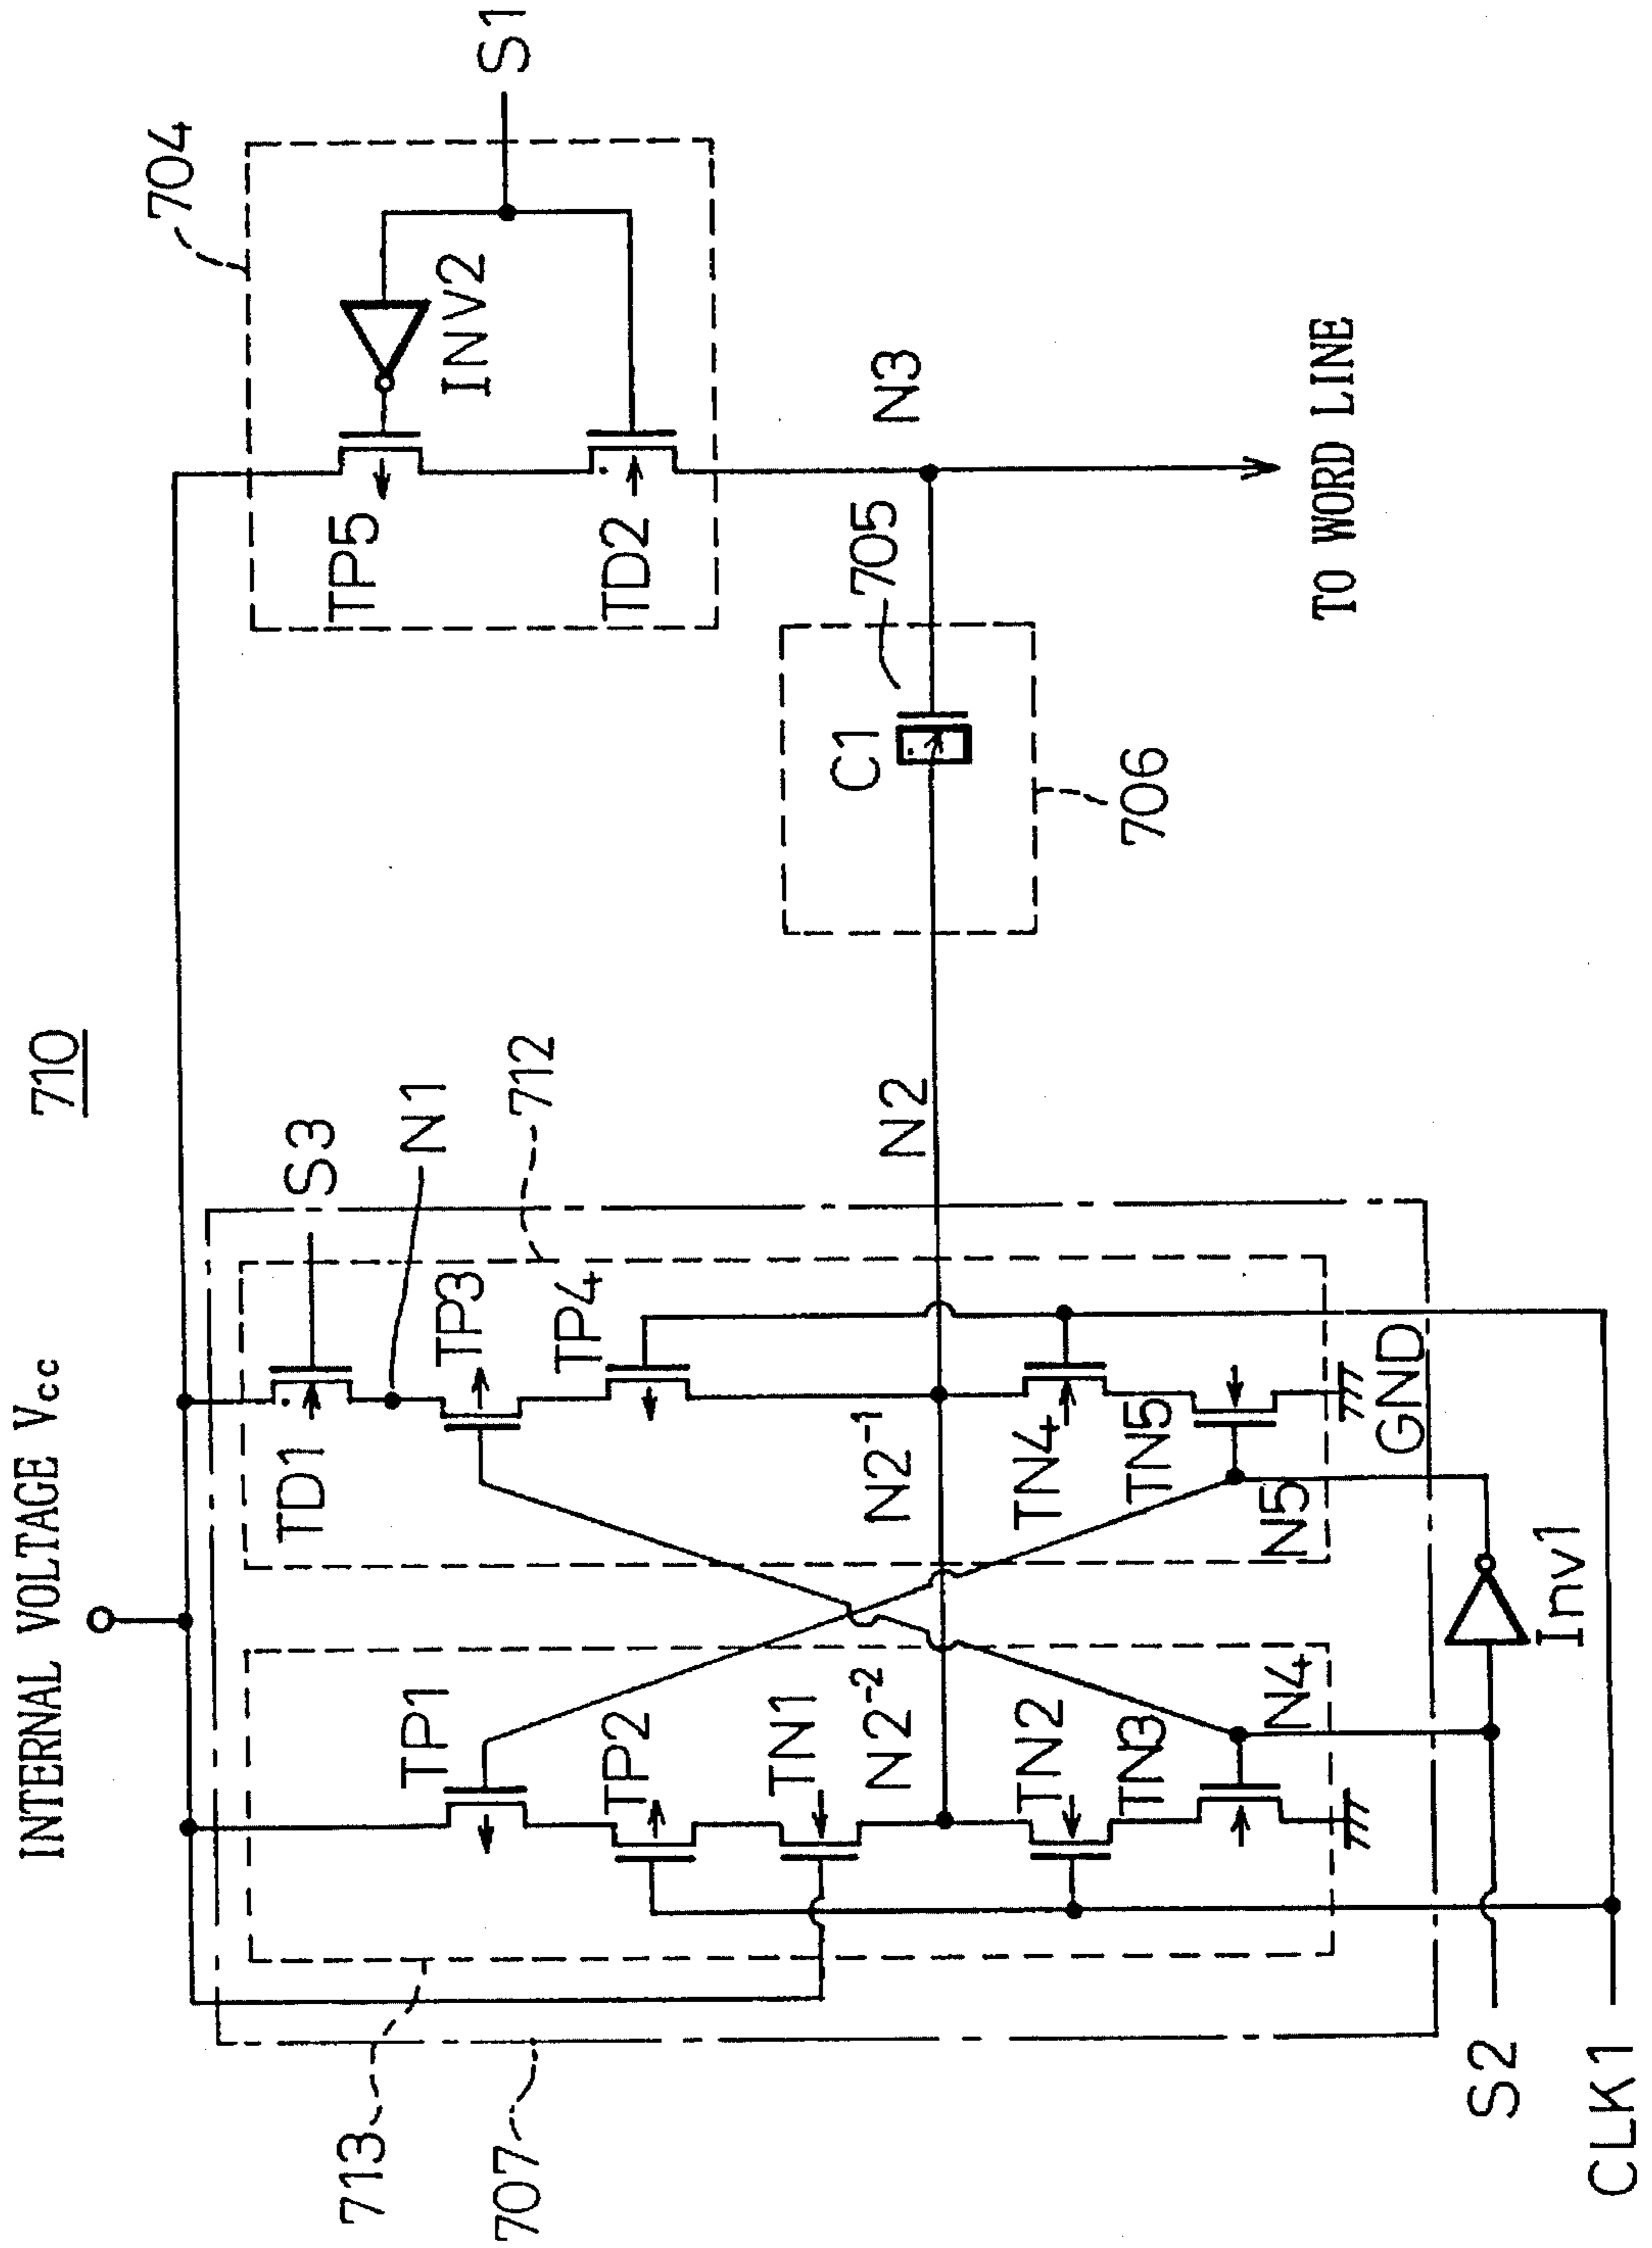 710
INTERNAL VOLTAGE Vcc
704
S1
INV2
TP5
TD2
N3
705
C1
706
TO WORD LINE
S3
N1
712
N2
TD1
TP3
TP4
N2-1
TN4
TN5
N5
GND
Inv1
TP1
TP2
TN1
N2-2
TN2
TN3
N4
713
707
S2
CLK1